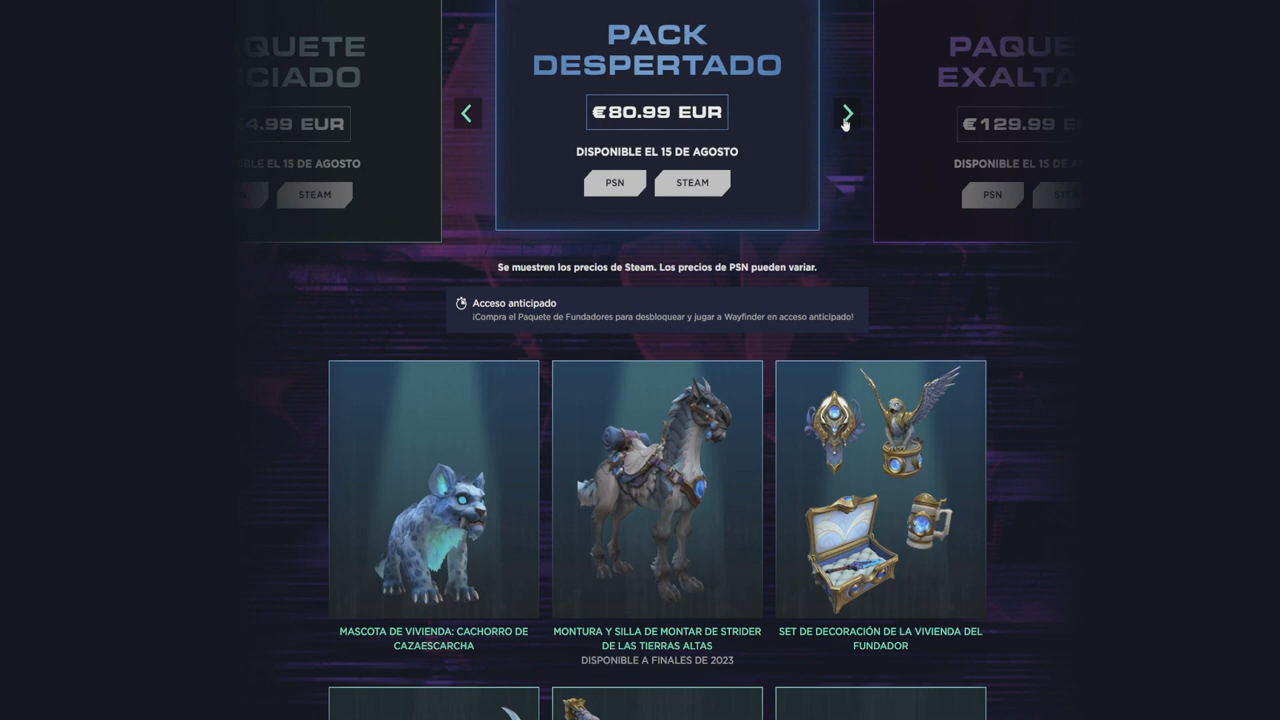 QUETE
CIADO
4.99 EUR
BLE EL 15 DE AGOSTO
STEAM
PACK
DESPERTADO
€80.99 EUR
DISPONIBLE EL 15 DE AGOSTO
PSN
STEAM
PAQUE
EXALTA
€129.99 E
DISPONIBLE EL 15 DE A
PSN
STEA
Se muestren los precios de Steam. Los precios de PSN pueden variar.
Acceso anticipado
¡Compra el Paquete de Fundadores para desbloquear y jugar a Wayfinder en acceso anticipado!
MASCOTA DE VIVIENDA: CACHORRO DE
CAZAESCARCHA
MONTURA Y SILLA DE MONTAR DE STRIDER
DE LAS TIERRAS ALTAS
DISPONIBLE A FINALES DE 2023
SET DE DECORACIÓN DE LA VIVIENDA DEL
FUNDADOR